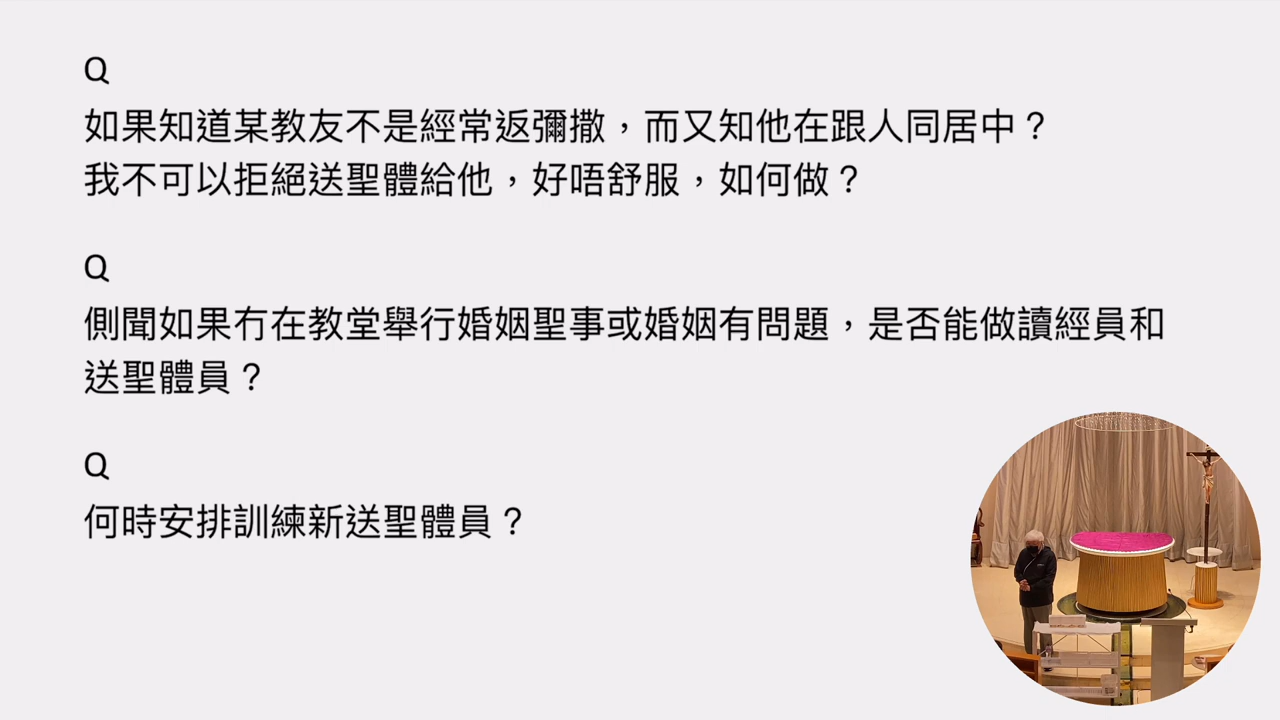 Q
如果知道某教友不是經常返彌撒，而又知他在跟人同居中？
我不可以拒絕送聖體給他，好唔舒服，如何做？
Q
側聞如果冇在教堂舉行婚姻聖事或婚姻有問題，是否能做讀經員和
送聖體員？
Q
何時安排訓練新送聖體員？